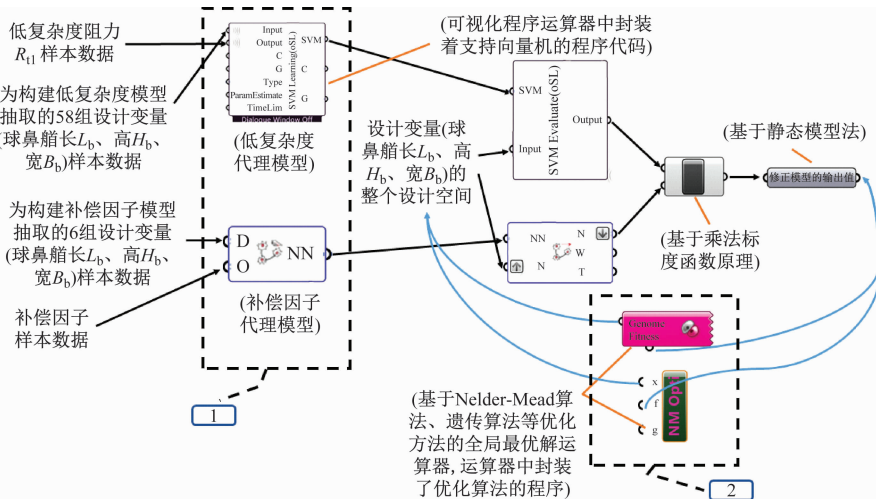 低复杂度阻力
Rt1 样本数据
为构建低复杂度模型
抽取的58组设计变量
(球鼻艏长Lb、高Hb、
宽Bb)样本数据
为构建补偿因子模型
抽取的6组设计变量
(球鼻艏长Lb、高Hb、
宽Bb)样本数据
补偿因子
样本数据
Input
Output
C
G
Type
ParamEstimate
TimeLim
SVM Learning(oSL)
SVM
C
G
Dialogue Window Off
(低复杂度
代理模型)
D
O
NN
(补偿因子
代理模型)
1
(可视化程序运算器中封装
着支持向量机的程序代码)
设计变量(球
鼻艏长Lb、高
Hb、宽Bb)的
整个设计空间
SVM
Input
SVM Evaluate(oSL)
Output
NN
N
N
W
T
(基于乘法标
度函数原理)
(基于静态模型法)
修正模型的输出值
Genome
Fitness
x
f
g
NM Opt
(基于Nelder-Mead算
法、遗传算法等优化
方法的全局最优解运
算器,运算器中封装
了优化算法的程序)
2